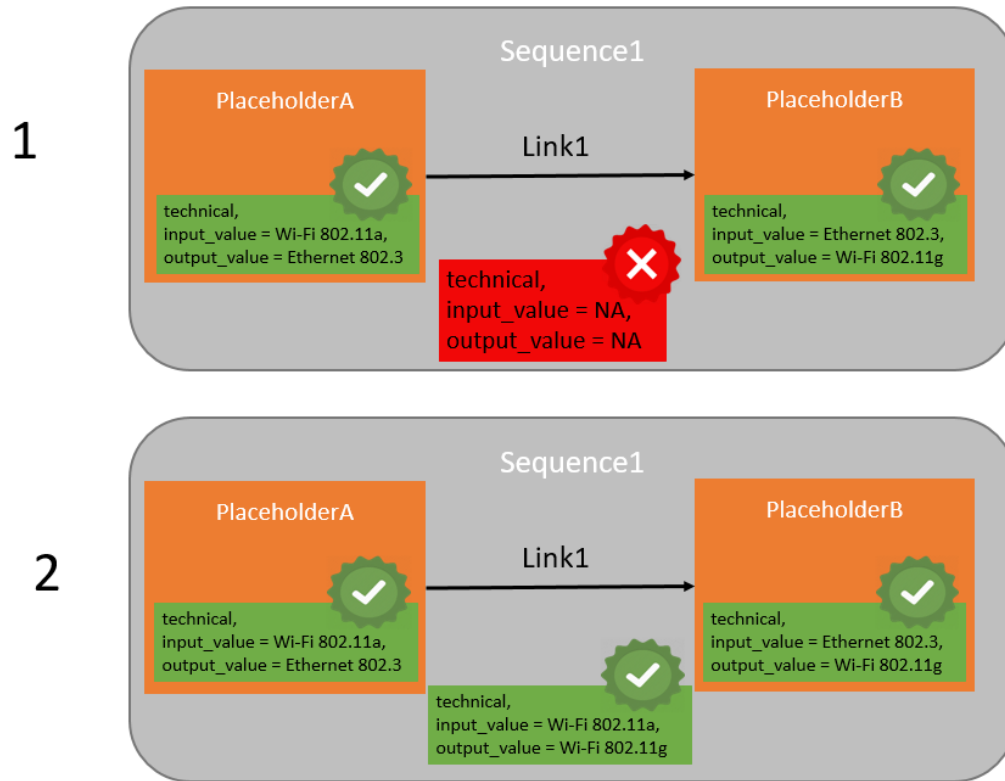 1
Sequence1
PlaceholderA
PlaceholderB
Link1
technical,
input_value = Wi-Fi 802.11a,
output_value = Ethernet 802.3
technical,
input_value = Ethernet 802.3,
output_value = Wi-Fi 802.11g
technical,
input_value = NA,
output_value = NA
2
Sequence1
PlaceholderA
PlaceholderB
Link1
technical,
input_value = Wi-Fi 802.11a,
output_value = Ethernet 802.3
technical,
input_value = Ethernet 802.3,
output_value = Wi-Fi 802.11g
technical,
input_value = Wi-Fi 802.11a,
output_value = Wi-Fi 802.11g